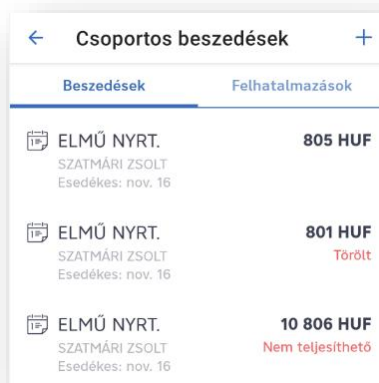 Csoportos beszedések
Beszedések Felhatalmazások
ELMŰ NYRT. 805 HUF
SZATMÁRI ZSOLT
Esedékes: nov. 16
ELMŰ NYRT. 801 HUF
SZATMÁRI ZSOLT Törölt
Esedékes: nov. 16
ELMŰ NYRT. 10 806 HUF
SZATMÁRI ZSOLT Nem teljesíthető
Esedékes: nov. 16